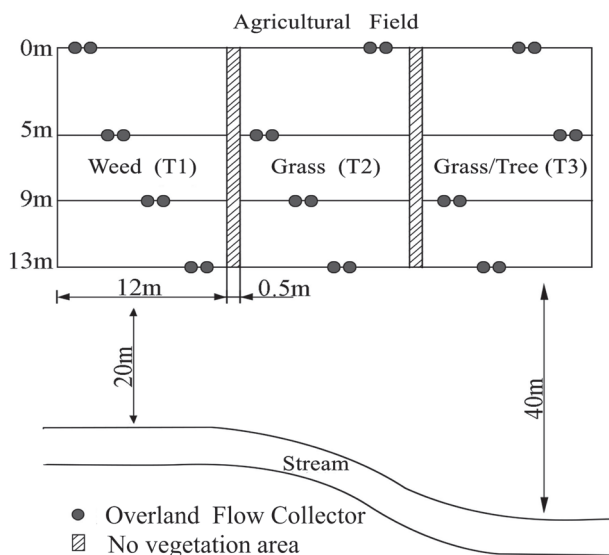 Agricultural Field
0m
5m
Weed (T1) Grass (T2) Grass/Tree (T3)
9m
13m
12m 0.5m
20m
40m
Stream
Overland Flow Collector
No vegetation area